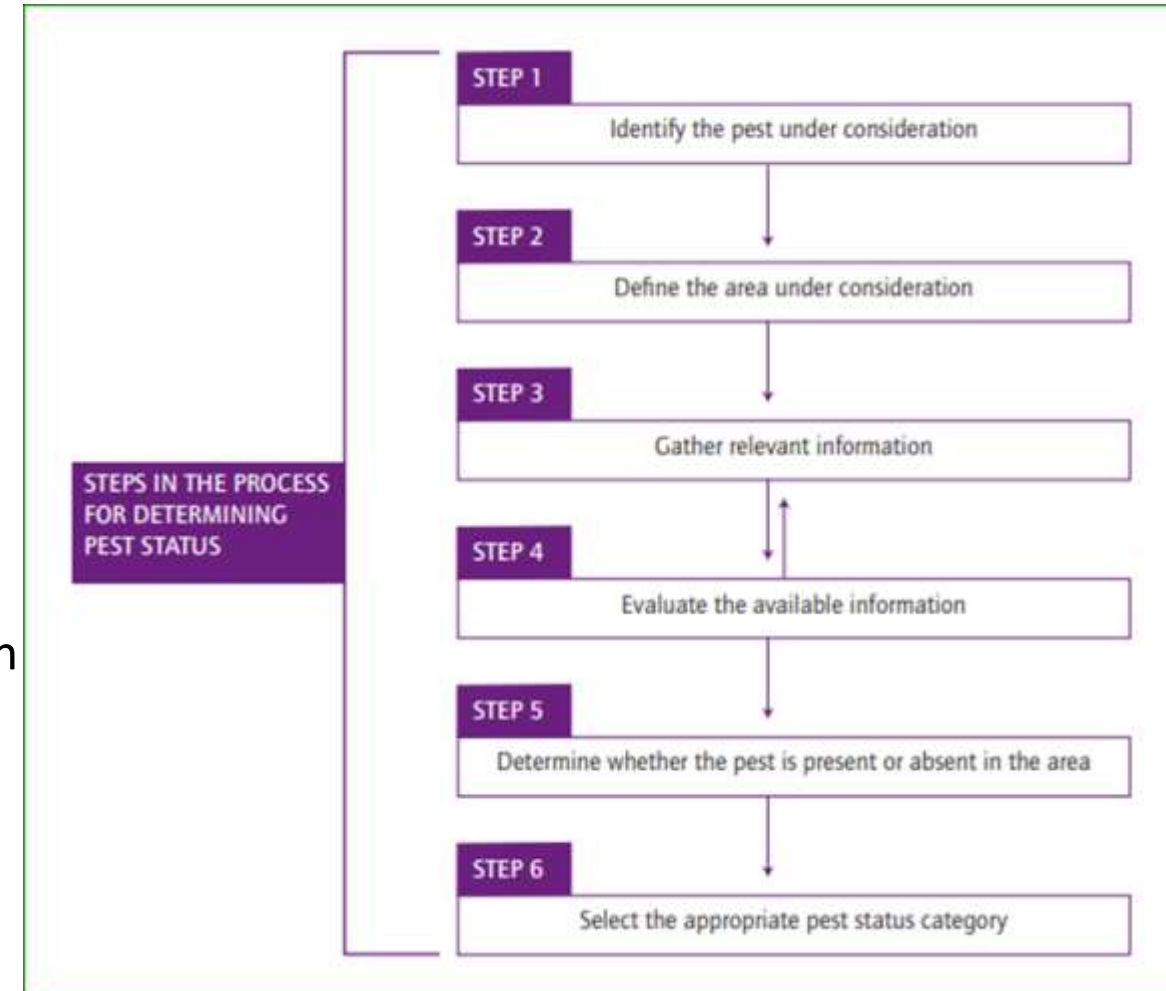 STEPS IN THE PROCESS
FOR DETERMINING
PEST STATUS
STEP 1
Identify the pest under consideration
STEP 2
Define the area under consideration
STEP 3
Gather relevant information
STEP 4
Evaluate the available information
STEP 5
Determine whether the pest is present or absent in the area
STEP 6
Select the appropriate pest status category